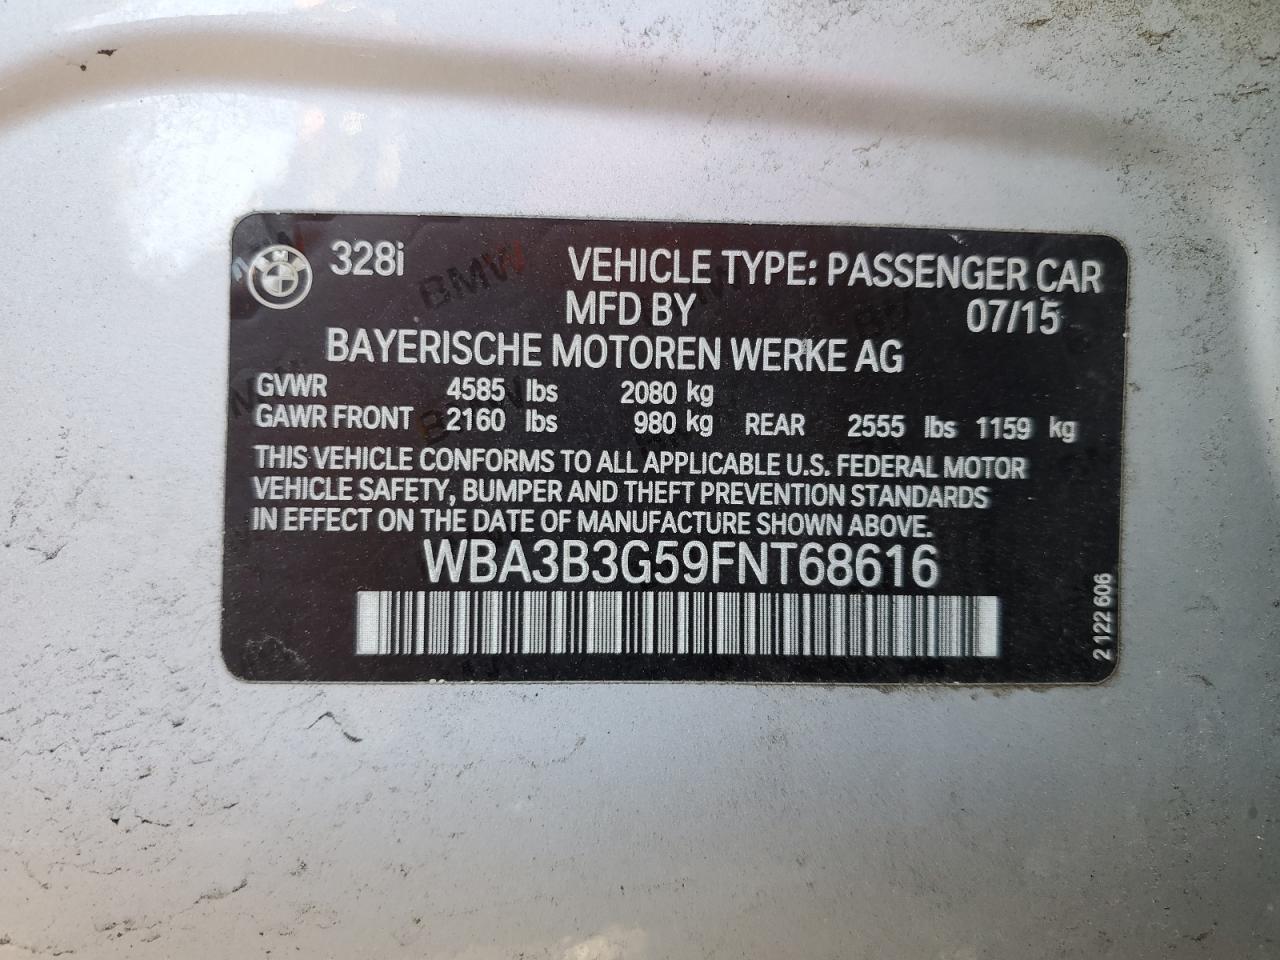 328i VEHICLE TYPE: PASSENGER CAR
MFD BY 07/15
BAYERISCHE MOTOREN WERKE AG
GVWR 4585 lbs 2080 kg
GAWR FRONT 2160 lbs 980 kg REAR 2555 lbs 1159 kg
THIS VEHICLE CONFORMS TO ALL APPLICABLE U.S. FEDERAL MOTOR
VEHICLE SAFETY, BUMPER AND THEFT PREVENTION STANDARDS
IN EFFECT ON THE DATE OF MANUFACTURE SHOWN ABOVE.
WBA3B3G59FNT68616
2 122 606
BMW